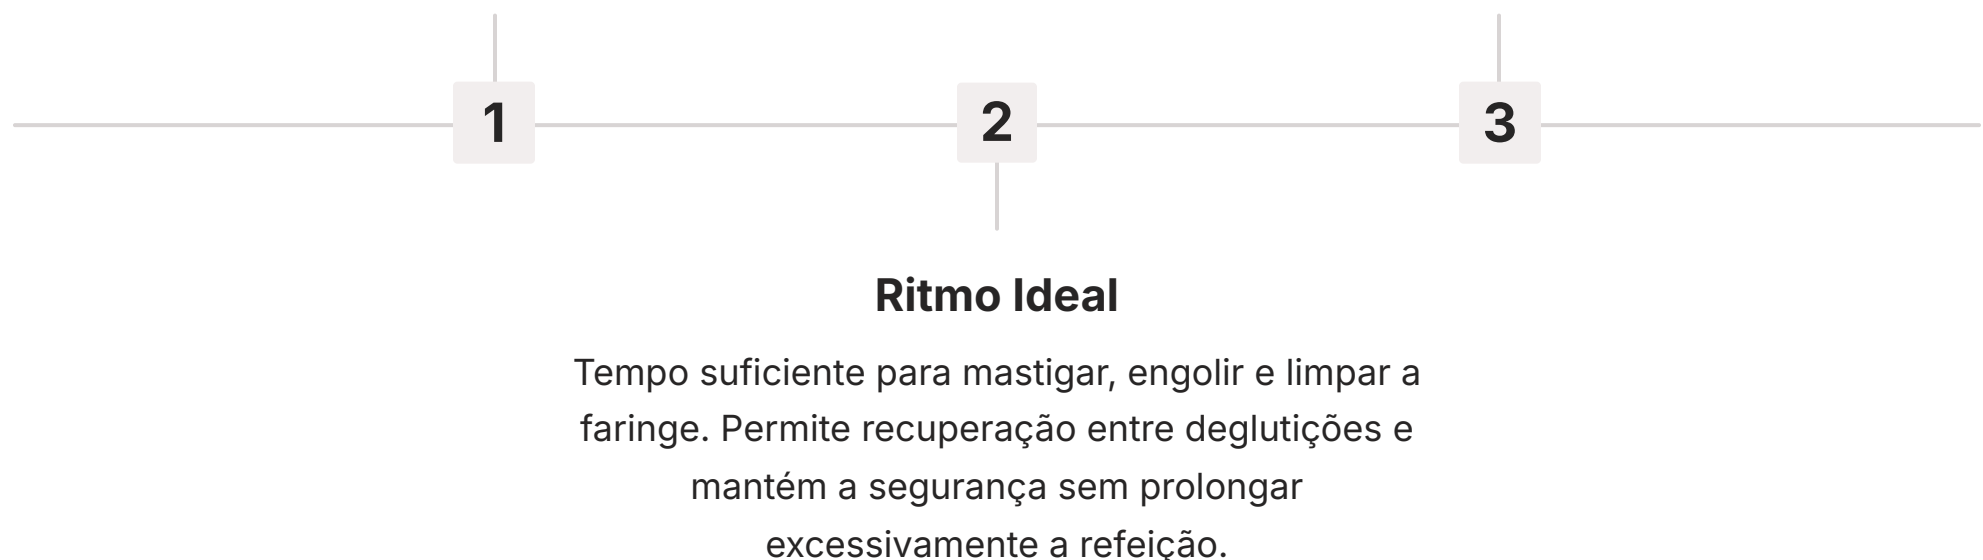 1
2
3
Ritmo Ideal
Tempo suficiente para mastigar, engolir e limpar a
faringe. Permite recuperação entre deglutições e
mantém a segurança sem prolongar
excessivamente a refeição.